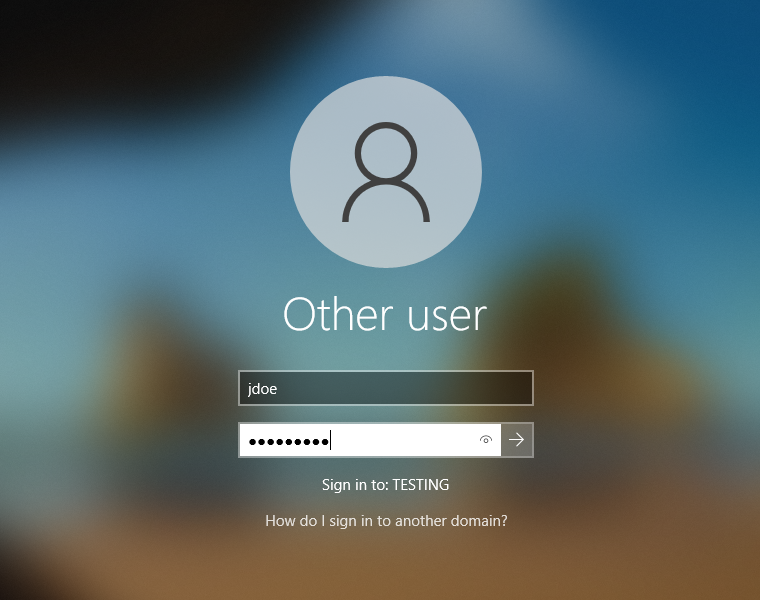 Other user
jdoe
●●●●●●●●●
Sign in to: TESTING
How do I sign in to another domain?